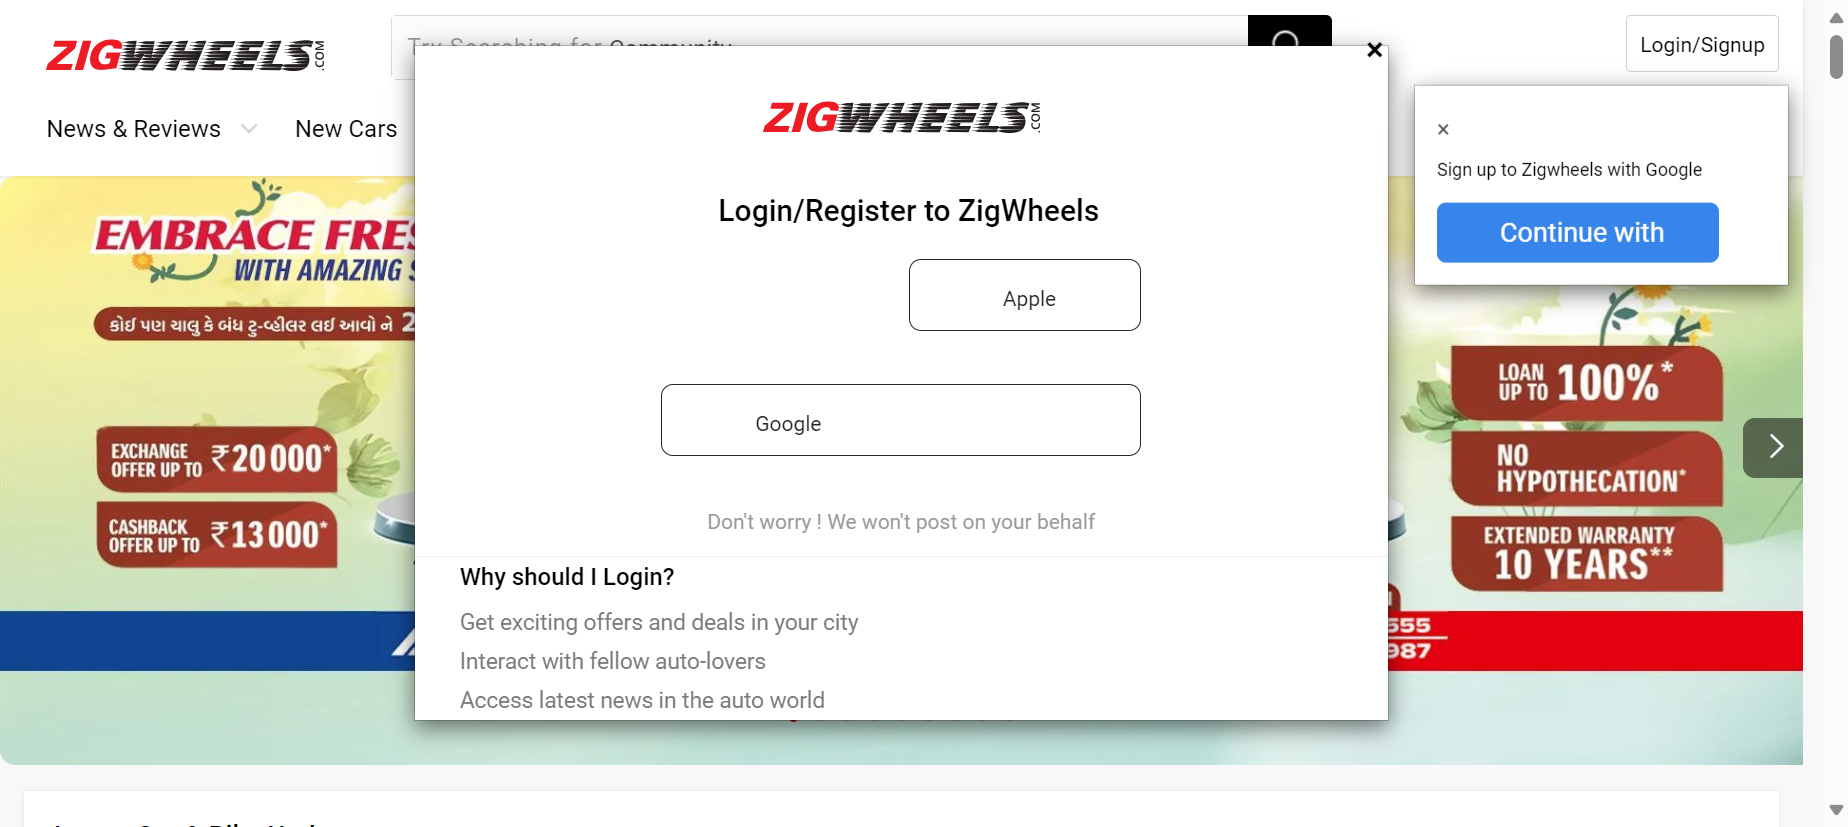 Try Searching for Community
ZIGWHEELS.COM
Login/Signup
News & Reviews
New Cars
×
ZIGWHEELS.COM
Login/Register to ZigWheels
Apple
Google
Don't worry ! We won't post on your behalf
Why should I Login?
Get exciting offers and deals in your city
Interact with fellow auto-lovers
Access latest news in the auto world
×
Sign up to Zigwheels with Google
Continue with
EMBRACE FRES
WITH AMAZING
કોઈ પણ ચાલુ કે બંધ ટુ-વ્હીલર લઈ આવો ને 2
EXCHANGE
OFFER UP TO ₹20000*
CASHBACK
OFFER UP TO ₹13000*
LOAN
UP TO 100%*
NO
HYPOTHECATION*
EXTENDED WARRANTY
10 YEARS**
555
987